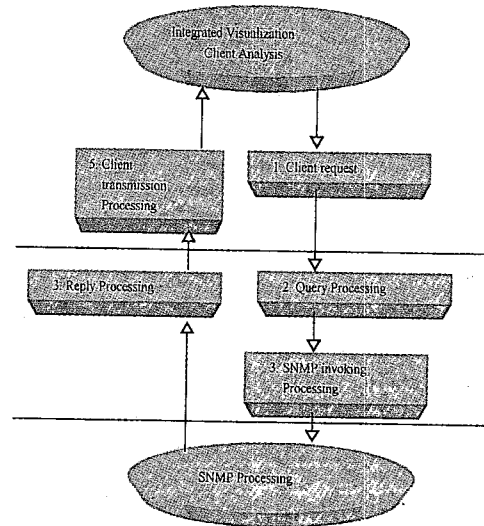 Integrated Visualization
Client Analysis
5. Client
transmission
Processing
1. Client request
3. Reply Processing
2. Query Processing
3. SNMP invoking
Processing
SNMP Processing